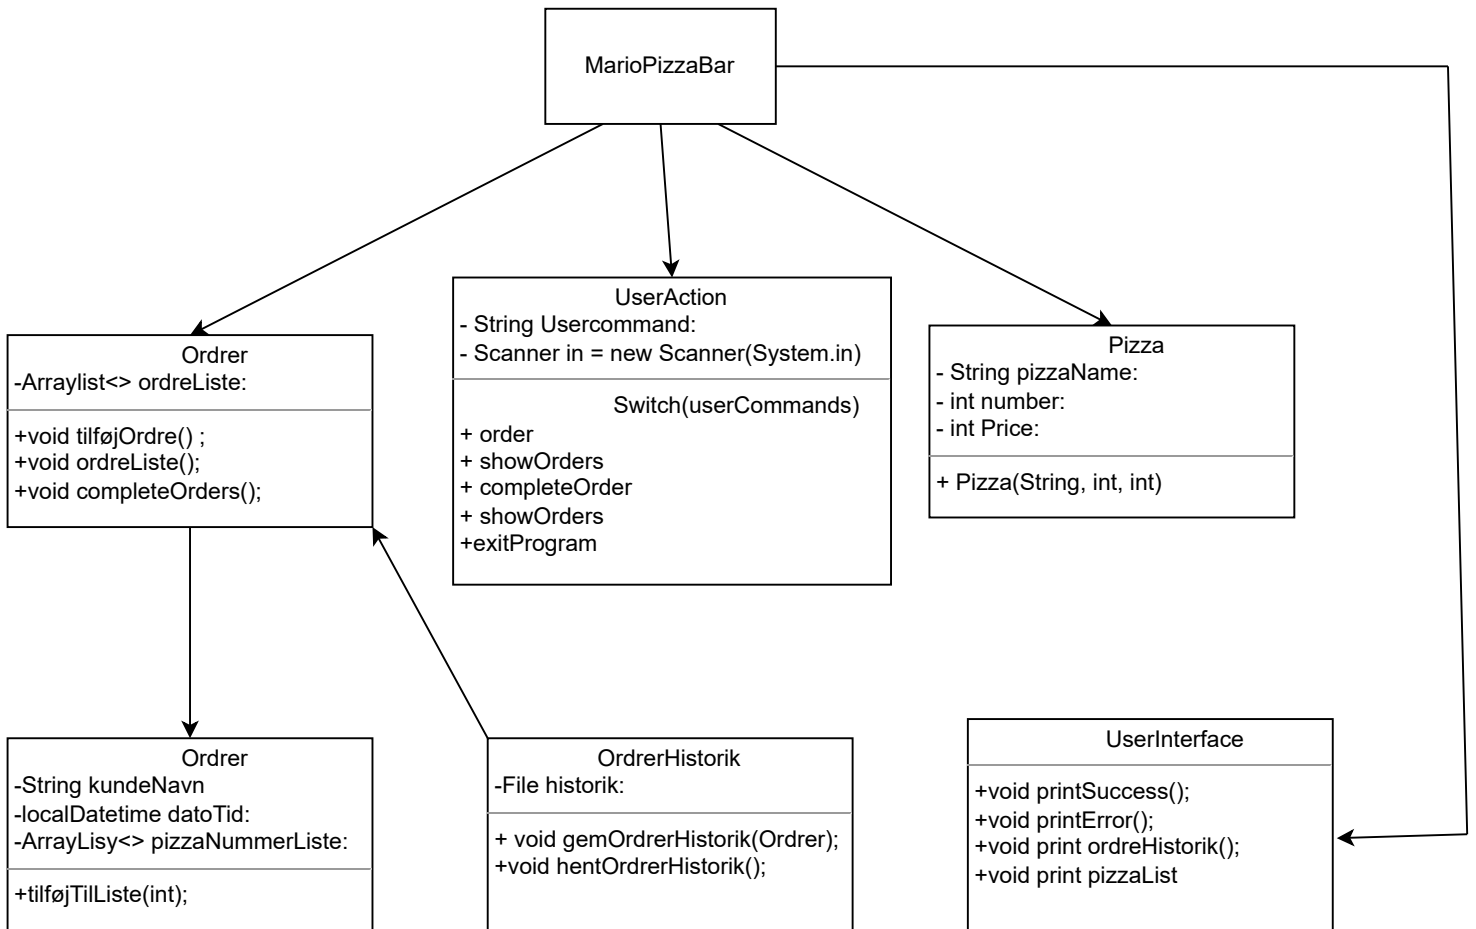 MarioPizzaBar
Ordrer
-Arraylist<> ordreListe:
+void tilføjOrdre() ;
+void ordreListe();
+void completeOrders();
UserAction
- String Usercommand:
- Scanner in = new Scanner(System.in)
Switch(userCommands)
+ order
+ showOrders
+ completeOrder
+ showOrders
+exitProgram
Pizza
- String pizzaName:
- int number:
- int Price:
+ Pizza(String, int, int)
Ordrer
-String kundeNavn
-localDatetime datoTid:
-ArrayLisy<> pizzaNummerListe:
+tilføjTilListe(int);
OrdrerHistorik
-File historik:
+ void gemOrdrerHistorik(Ordrer);
+void hentOrdrerHistorik();
UserInterface
+void printSuccess();
+void printError();
+void print ordreHistorik();
+void print pizzaList